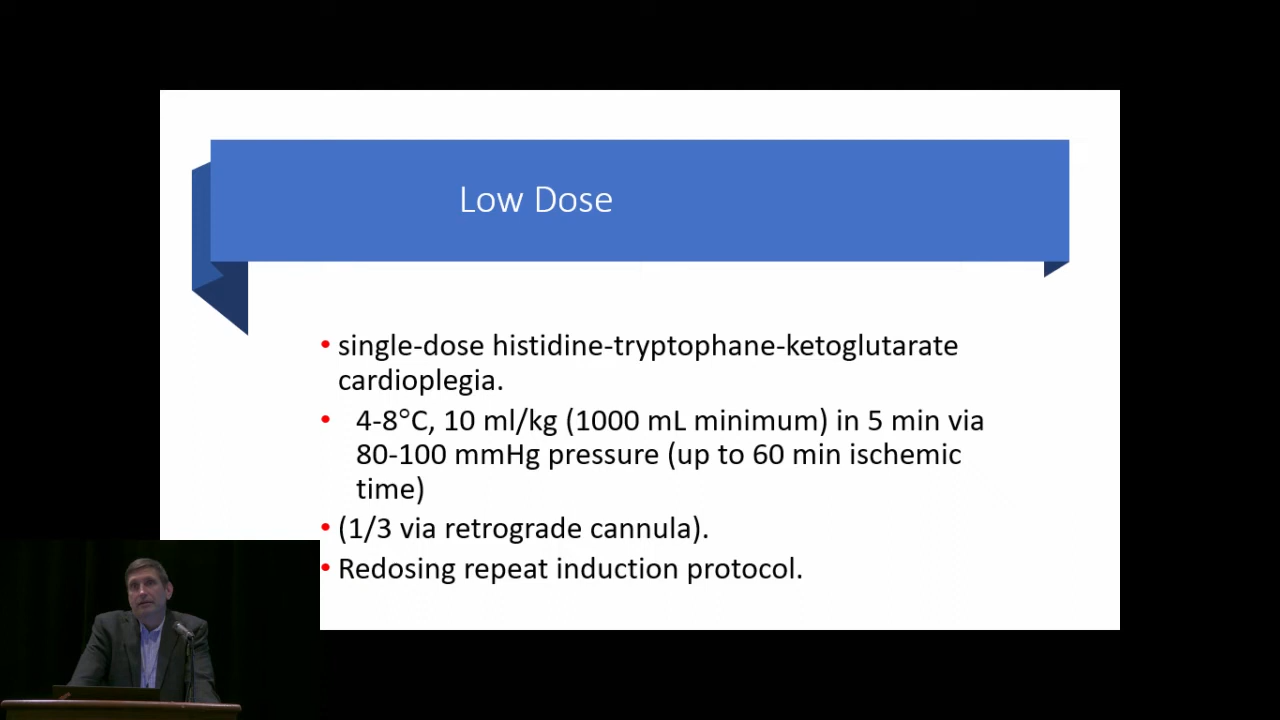 Low Dose
• single-dose histidine-tryptophane-ketoglutarate
cardioplegia.
• 4-8°C, 10 ml/kg (1000 mL minimum) in 5 min via
80-100 mmHg pressure (up to 60 min ischemic
time)
• (1/3 via retrograde cannula).
• Redosing repeat induction protocol.